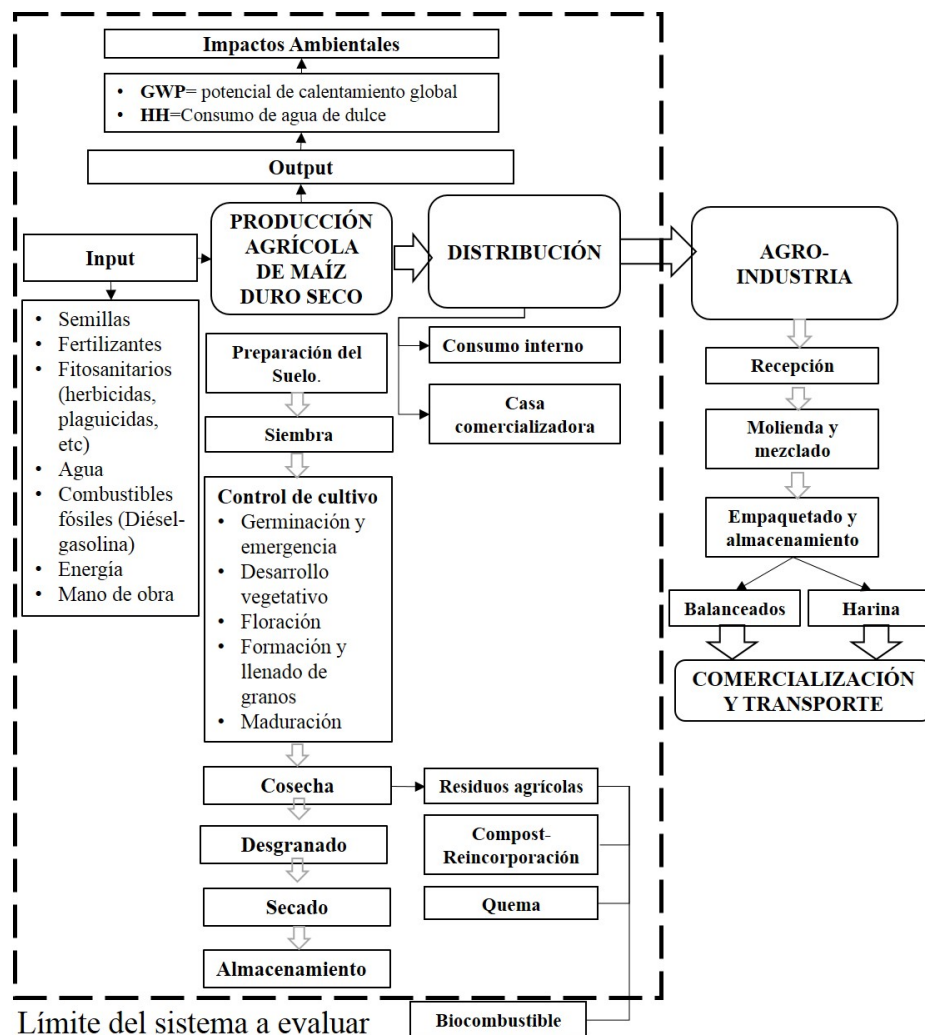 Impactos Ambientales
• GWP= potencial de calentamiento global
• HH=Consumo de agua de dulce
Output
Input
PRODUCCIÓN
AGRÍCOLA
DE MAÍZ
DURO SECO
DISTRIBUCIÓN
AGRO-
INDUSTRIA
• Semillas
• Fertilizantes
• Fitosanitarios
(herbicidas,
plaguicidas,
etc)
• Agua
• Combustibles
fósiles (Diésel-
gasolina)
• Energía
• Mano de obra
Preparación del
Suelo.
Siembra
Control de cultivo
• Germinación y
emergencia
• Desarrollo
vegetativo
• Floración
• Formación y
llenado de
granos
• Maduración
Cosecha
Desgranado
Secado
Almacenamiento
Consumo interno
Casa
comercializadora
Residuos agrícolas
Compost-
Reincorporación
Quema
Biocombustible
Recepción
Molienda y
mezclado
Empaquetado y
almacenamiento
Balanceados
Harina
COMERCIALIZACIÓN
Y TRANSPORTE
Límite del sistema a evaluar